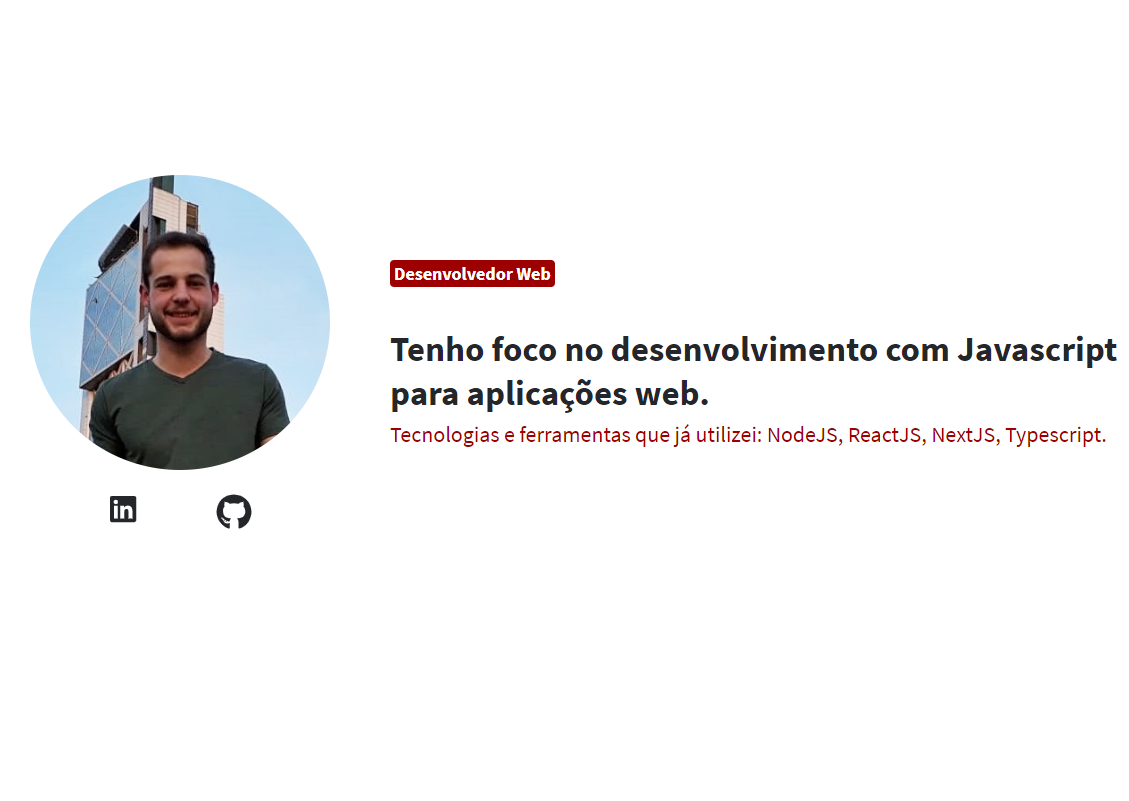 Desenvolvedor Web
Tenho foco no desenvolvimento com Javascript
para aplicações web.
Tecnologias e ferramentas que já utilizei: NodeJS, ReactJS, NextJS, Typescript.
in